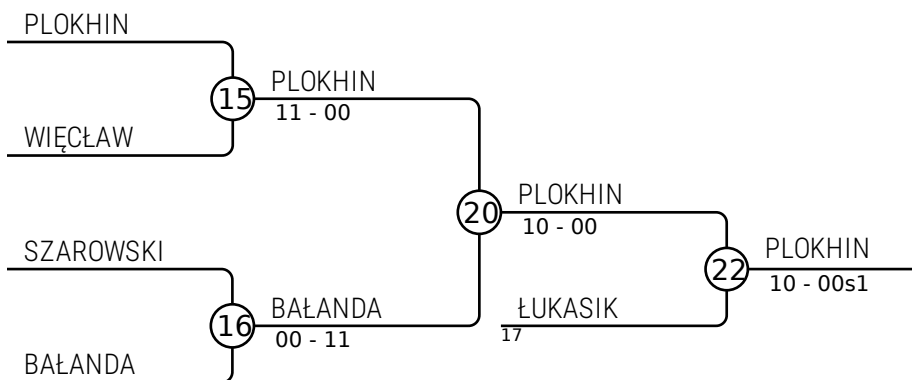 PLOKHIN
15
PLOKHIN
11 - 00
WIĘCŁAW
20
PLOKHIN
10 - 00
SZAROWSKI
22
PLOKHIN
10 - 00s1
16
BAŁANDA
00 - 11
ŁUKASIK
17
BAŁANDA